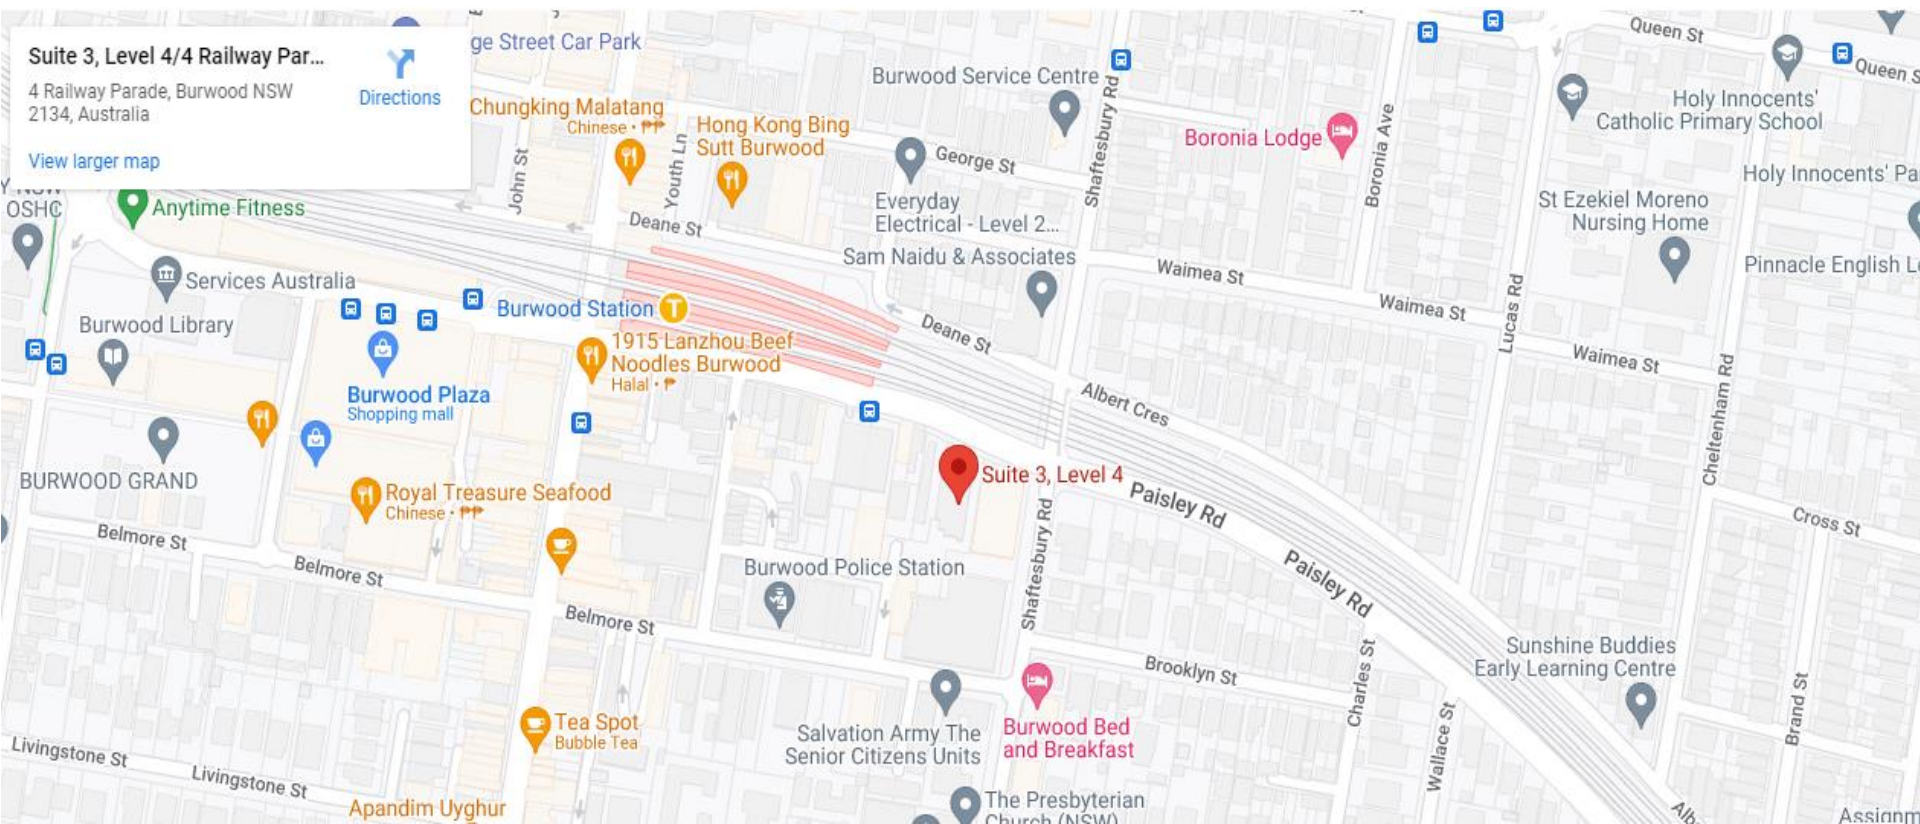 Suite 3, Level 4/4 Railway Par...
4 Railway Parade, Burwood NSW
2134, Australia
Directions
View larger map
ge Street Car Park
Chungking Malatang
Chinese • ₱₱
Hong Kong Bing
Sutt Burwood
Youth Ln
John St
Burwood Service Centre
Shaftesbury Rd
George St
Everyday
Electrical - Level 2...
Sam Naidu & Associates
Boronia Lodge
Boronia Ave
Queen St
Queen S
Holy Innocents'
Catholic Primary School
Holy Innocents' Pa
St Ezekiel Moreno
Nursing Home
Pinnacle English L
OSHC
Anytime Fitness
Deane St
Services Australia
Burwood Library
Burwood Station
T
1915 Lanzhou Beef
Noodles Burwood
Halal • ₱
Burwood Plaza
Shopping mall
Deane St
Waimea St
Waimea St
Waimea St
Lucas Rd
Cheltenham Rd
Albert Cres
BURWOOD GRAND
Royal Treasure Seafood
Chinese • ₱₱
Suite 3, Level 4
Paisley Rd
Paisley Rd
Cross St
Belmore St
Belmore St
Belmore St
Burwood Police Station
Shaftesbury Rd
Brooklyn St
Charles St
Wallace St
Sunshine Buddies
Early Learning Centre
Brand St
Tea Spot
Bubble Tea
Salvation Army The
Senior Citizens Units
Burwood Bed
and Breakfast
Livingstone St
Livingstone St
Apandim Uyghur
The Presbyterian
Church (NSW)
Alb
Assignm